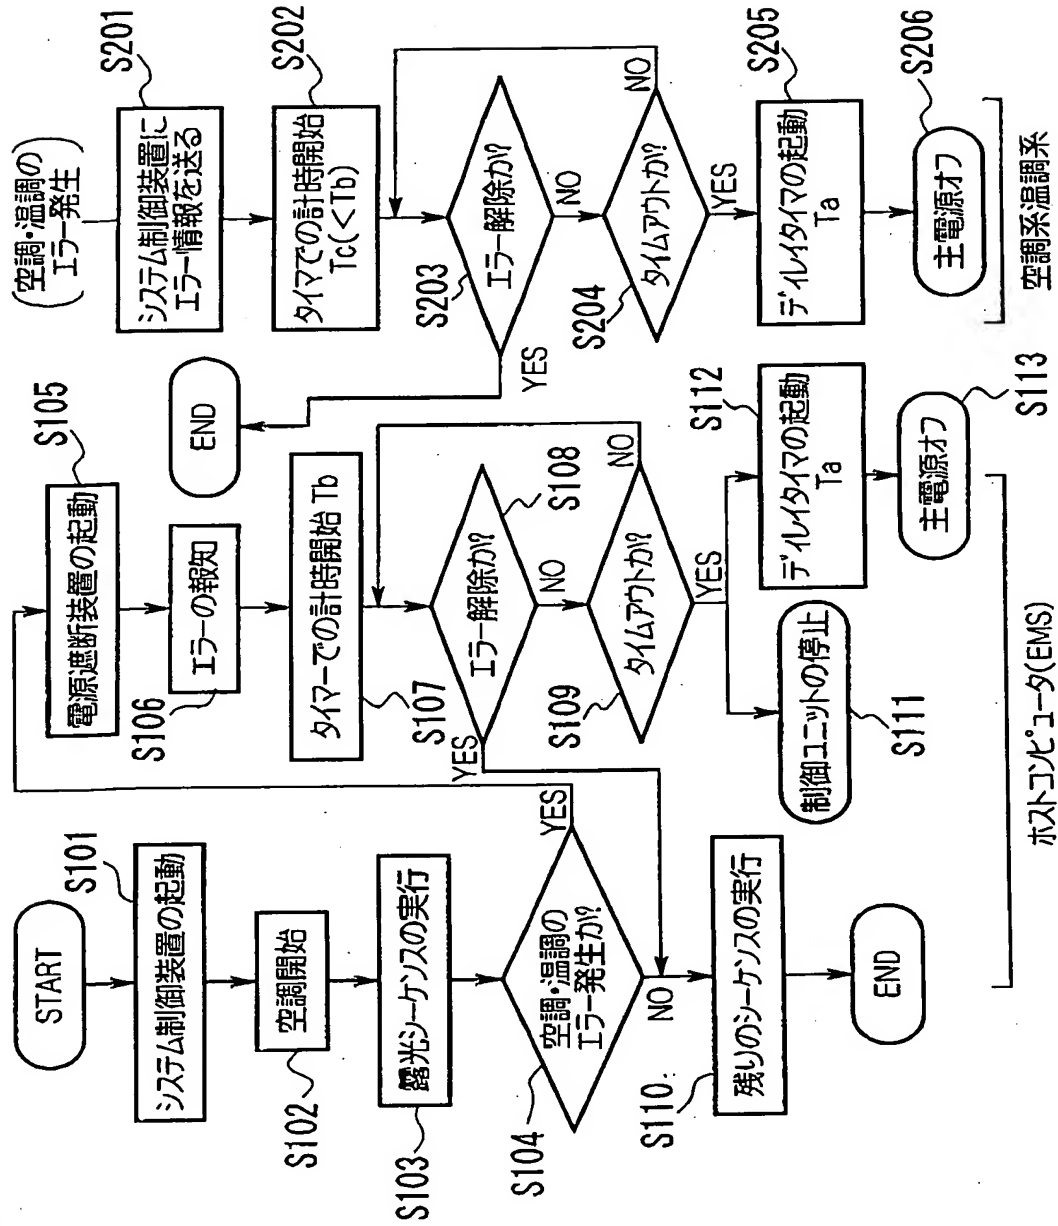 START
S101
システム制御装置の起動
S102
空調開始
S103
露光シーケンスの実行
S104
空調・温調の
エラー発生か?
YES
NO
S110
残りのシーケンスの実行
END
S105
電源遮断装置の起動
S106
エラーの報知
S107
タイマーでの計時開始 Tb
S108
エラー解除か?
YES
NO
S109
タイムアウトか?
NO
YES
S111
制御ユニットの停止
S112
ディレイタイマの起動
Ta
S113
主電源オフ
ホストコンピュータ(EMS)
(空調・温調の
エラー発生)
S201
システム制御装置に
エラー情報を送る
S202
タイマでの計時開始
Tc(<Tb)
S203
エラー解除か?
YES
NO
END
S204
タイムアウトか?
NO
YES
S205
ディレイタイマの起動
Ta
S206
主電源オフ
空調系温調系